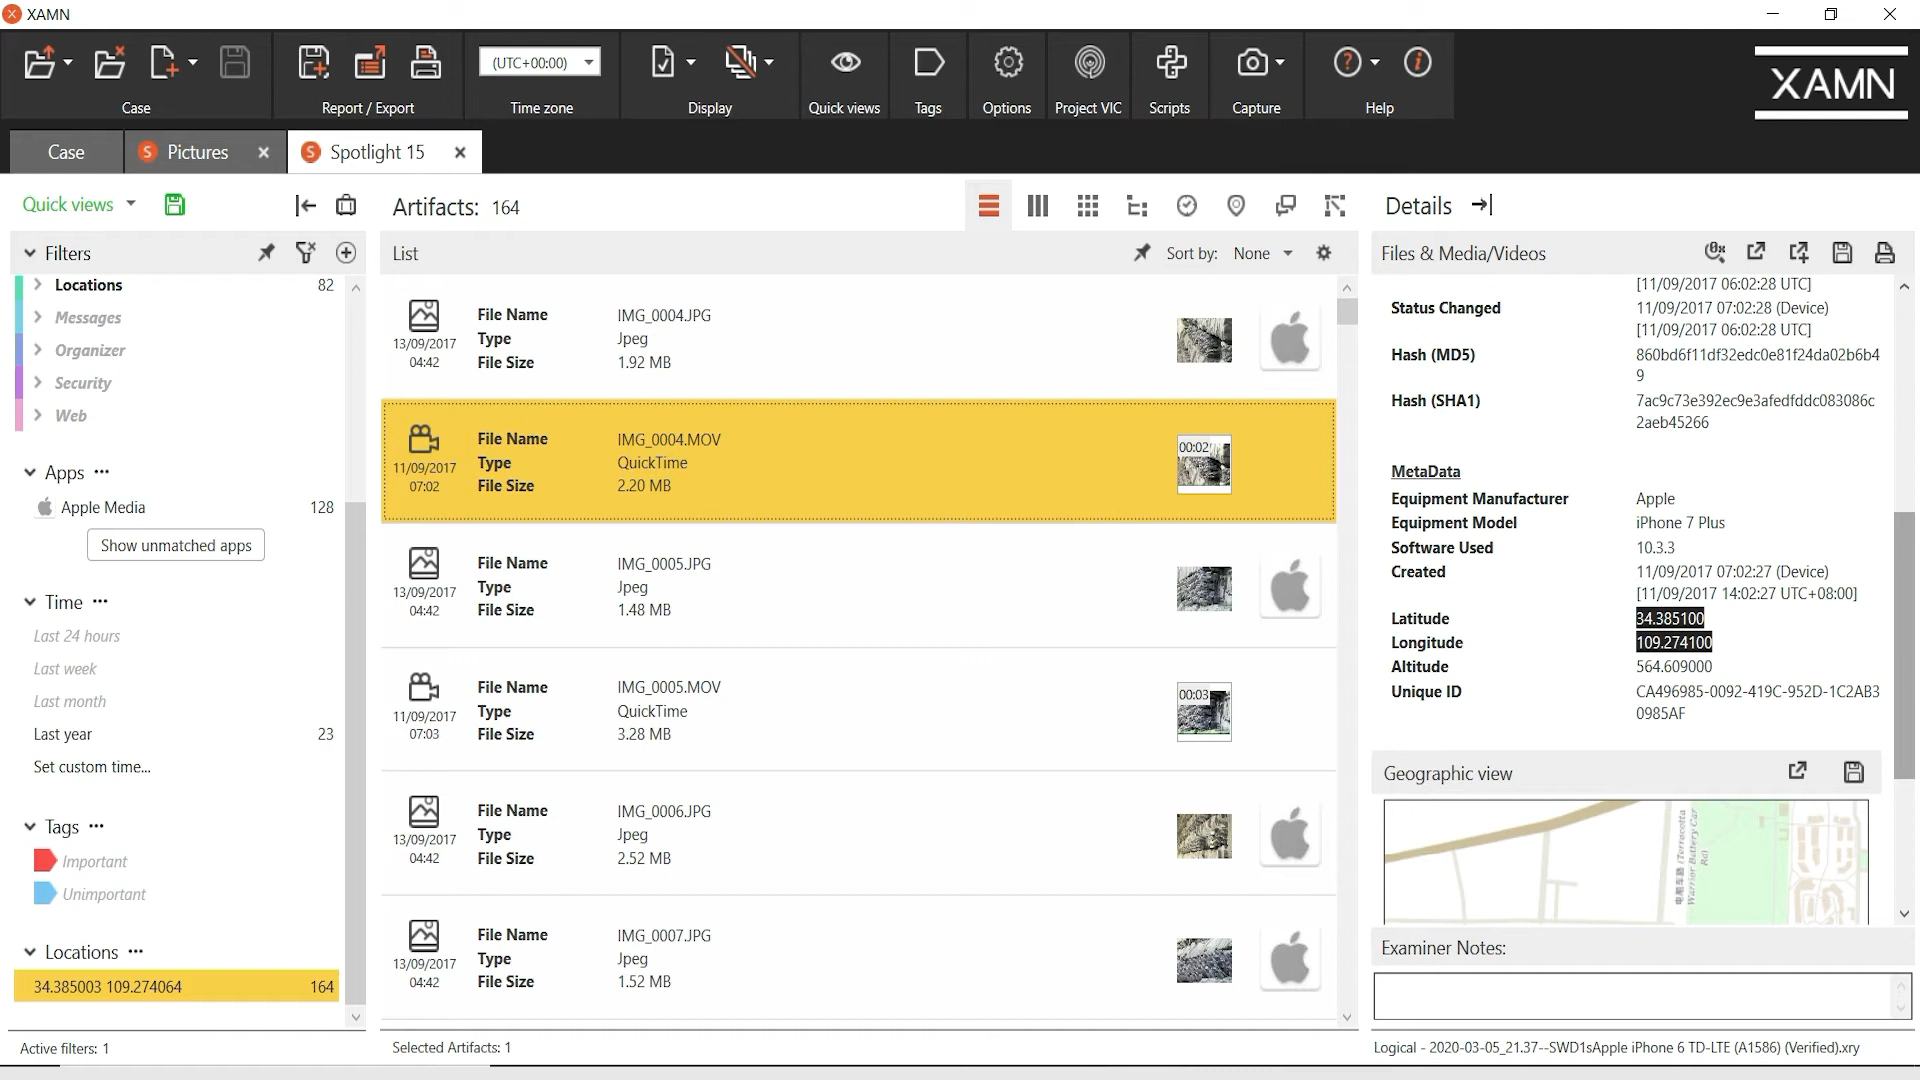 XAMN
(UTC+00:00)
Case
Report / Export
Time zone
Display
Quick views
Tags
Options
Project VIC
Scripts
Capture
Help
XAMN
Case
S Pictures
S Spotlight 15
Quick views
Artifacts: 164
Details
Filters
List
Sort by: None
Files & Media/Videos
Locations 82
Messages
Organizer
Security
Web
Apps
Apple Media 128
Show unmatched apps
Time
Last 24 hours
Last week
Last month
Last year 23
Set custom time...
Tags
Important
Unimportant
Locations
34.385003 109.274064 164
Active filters: 1
13/09/2017
04:42
File Name IMG_0004.JPG
Type Jpeg
File Size 1.92 MB
11/09/2017
07:02
File Name IMG_0004.MOV
Type QuickTime
File Size 2.20 MB
00:02
13/09/2017
04:42
File Name IMG_0005.JPG
Type Jpeg
File Size 1.48 MB
11/09/2017
07:03
File Name IMG_0005.MOV
Type QuickTime
File Size 3.28 MB
00:03
13/09/2017
04:42
File Name IMG_0006.JPG
Type Jpeg
File Size 2.52 MB
13/09/2017
04:42
File Name IMG_0007.JPG
Type Jpeg
File Size 1.52 MB
Selected Artifacts: 1
[11/09/2017 06:02:28 UTC]
Status Changed 11/09/2017 07:02:28 (Device)
[11/09/2017 06:02:28 UTC]
Hash (MD5) 860bd6f11df32edc0e81f24da02b6b4
9
Hash (SHA1) 7ac9c73e392ec9e3afedfddc083086c
2aeb45266
MetaData
Equipment Manufacturer Apple
Equipment Model iPhone 7 Plus
Software Used 10.3.3
Created 11/09/2017 07:02:27 (Device)
[11/09/2017 14:02:27 UTC+08:00]
Latitude 34.385100
Longitude 109.274100
Altitude 564.609000
Unique ID CA496985-0092-419C-952D-1C2AB3
0985AF
Geographic view
电瓶车路 (Terracotta
Warrior Battery Car
Rd)
Examiner Notes:
Logical - 2020-03-05_21.37--SWD1sApple iPhone 6 TD-LTE (A1586) (Verified).xry